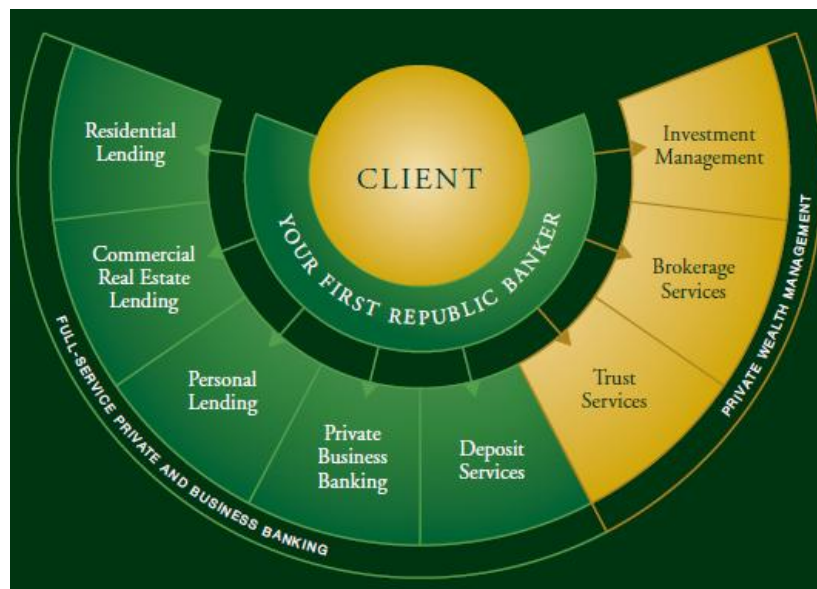 CLIENT
YOUR FIRST REPUBLIC BANKER
Residential
Lending
Commercial
Real Estate
Lending
Personal
Lending
Private
Business
Banking
Deposit
Services
Trust
Services
Brokerage
Services
Investment
Management
FULL-SERVICE PRIVATE AND BUSINESS BANKING
PRIVATE WEALTH MANAGEMENT